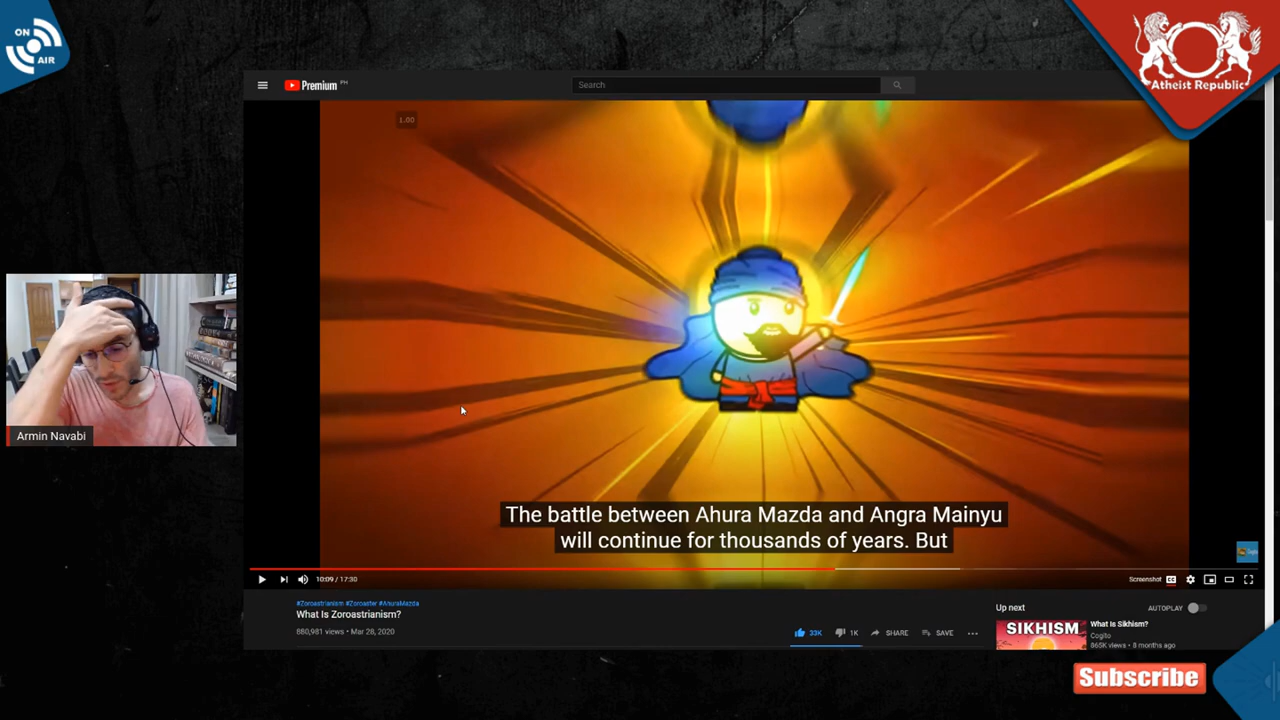 ON
AIR
Atheist Republic
Premium PH
Search
1.00
Armin Navabi
The battle between Ahura Mazda and Angra Mainyu
will continue for thousands of years. But
10:09 / 17:30
Screenshot
#Zoroastrianism #Zoroaster #AhuraMazda
What Is Zoroastrianism?
860,981 views • Mar 28, 2020
33K
1K
SHARE
SAVE
Up next
AUTOPLAY
SIKHISM
What Is Sikhism?
Cogito
865K views • 8 months ago
Subscribe